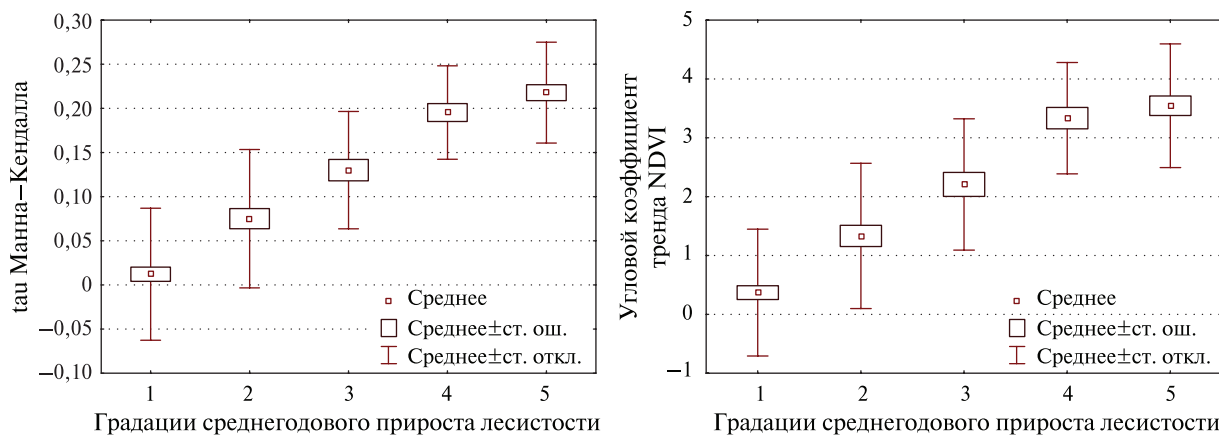 tau Манна−Кендалла
0,30
0,25
0,20
0,15
0,10
0,05
0
−0,05
−0,10
Среднее
Среднее±ст. ош.
Среднее±ст. откл.
1 2 3 4 5
Градации среднегодового прироста лесистости
Угловой коэффициент
тренда NDVI
5
4
3
2
1
0
−1
Среднее
Среднее±ст. ош.
Среднее±ст. откл.
1 2 3 4 5
Градации среднегодового прироста лесистости